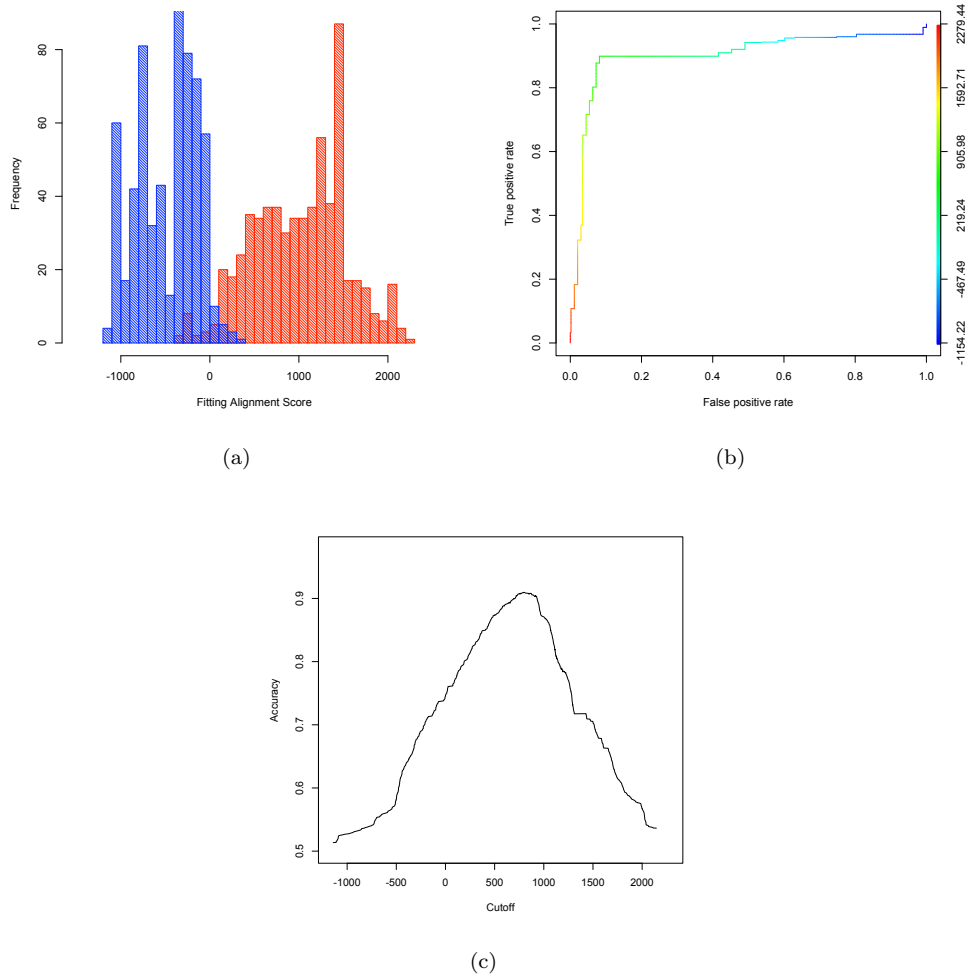 80
60
40
20
0
Frequency
-1000 0 1000 2000
Fitting Alignment Score
(a)
1.0
0.8
0.6
0.4
0.2
0.0
True positive rate
0.0 0.2 0.4 0.6 0.8 1.0
False positive rate
2279.44
1592.71
905.98
219.24
-467.49
-1154.22
(b)
0.9
0.8
0.7
0.6
0.5
Accuracy
-1000 -500 0 500 1000 1500 2000
Cutoff
(c)